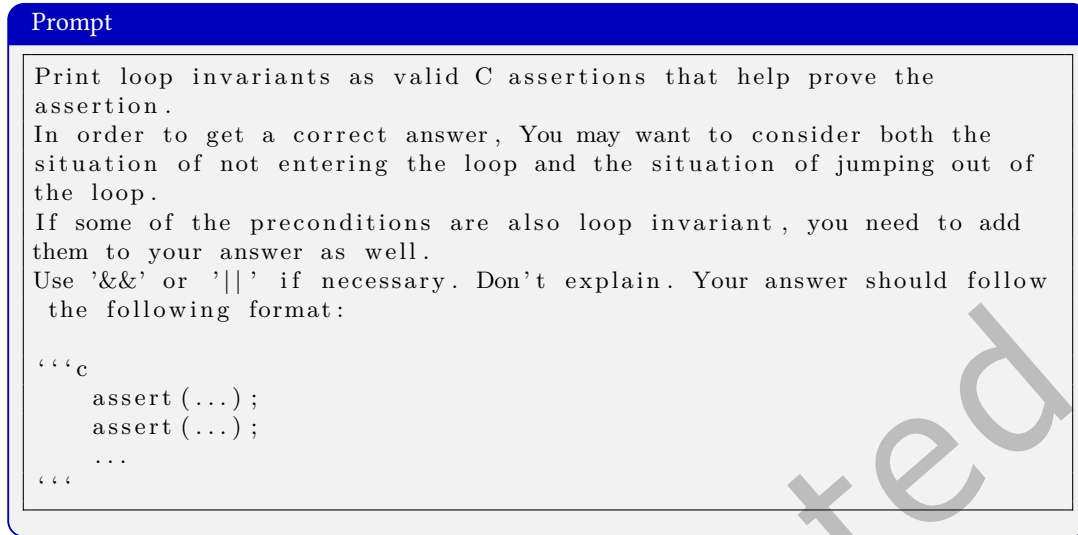 Prompt
Print loop invariants as valid C assertions that help prove the
assertion.
In order to get a correct answer, You may want to consider both the
situation of not entering the loop and the situation of jumping out of
the loop.
If some of the preconditions are also loop invariant, you need to add
them to your answer as well.
Use '&&' or '||' if necessary. Don't explain. Your answer should follow
the following format:
‘‘‘c
assert(...);
assert(...);
...
‘‘‘
ted